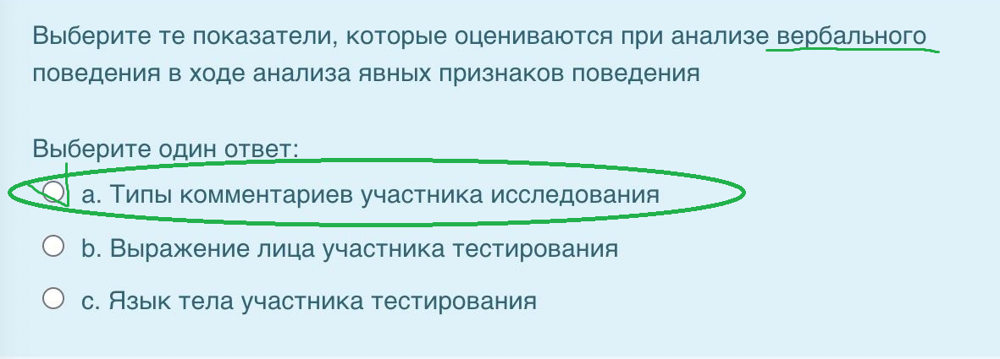 Выберите те показатели, которые оцениваются при анализе вербального
поведения в ходе анализа явных признаков поведения
Выберите один ответ:
a. Типы комментариев участника исследования
b. Выражение лица участника тестирования
c. Язык тела участника тестирования